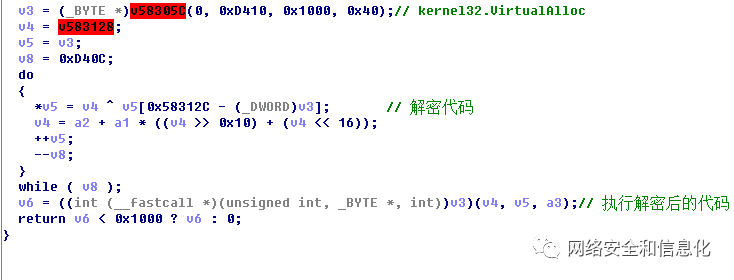 v3 = (_BYTE *)v58305C(0, 0xD410, 0x1000, 0x40);// kernel32.VirtualAlloc
v4 = v583128;
v5 = v3;
v8 = 0xD40C;
do
{
*v5 = v4 ^ v5[0x58312C - (_DWORD)v3]; // 解密代码
v4 = a2 + a1 * ((v4 >> 0x10) + (v4 << 16));
++v5;
--v8;
}
while ( v8 );
v6 = ((int (__fastcall *)(unsigned int, _BYTE *, int))v3)(v4, v5, a3);// 执行解密后的代码
return v6 < 0x1000 ? v6 : 0;
}
网络安全和信息化